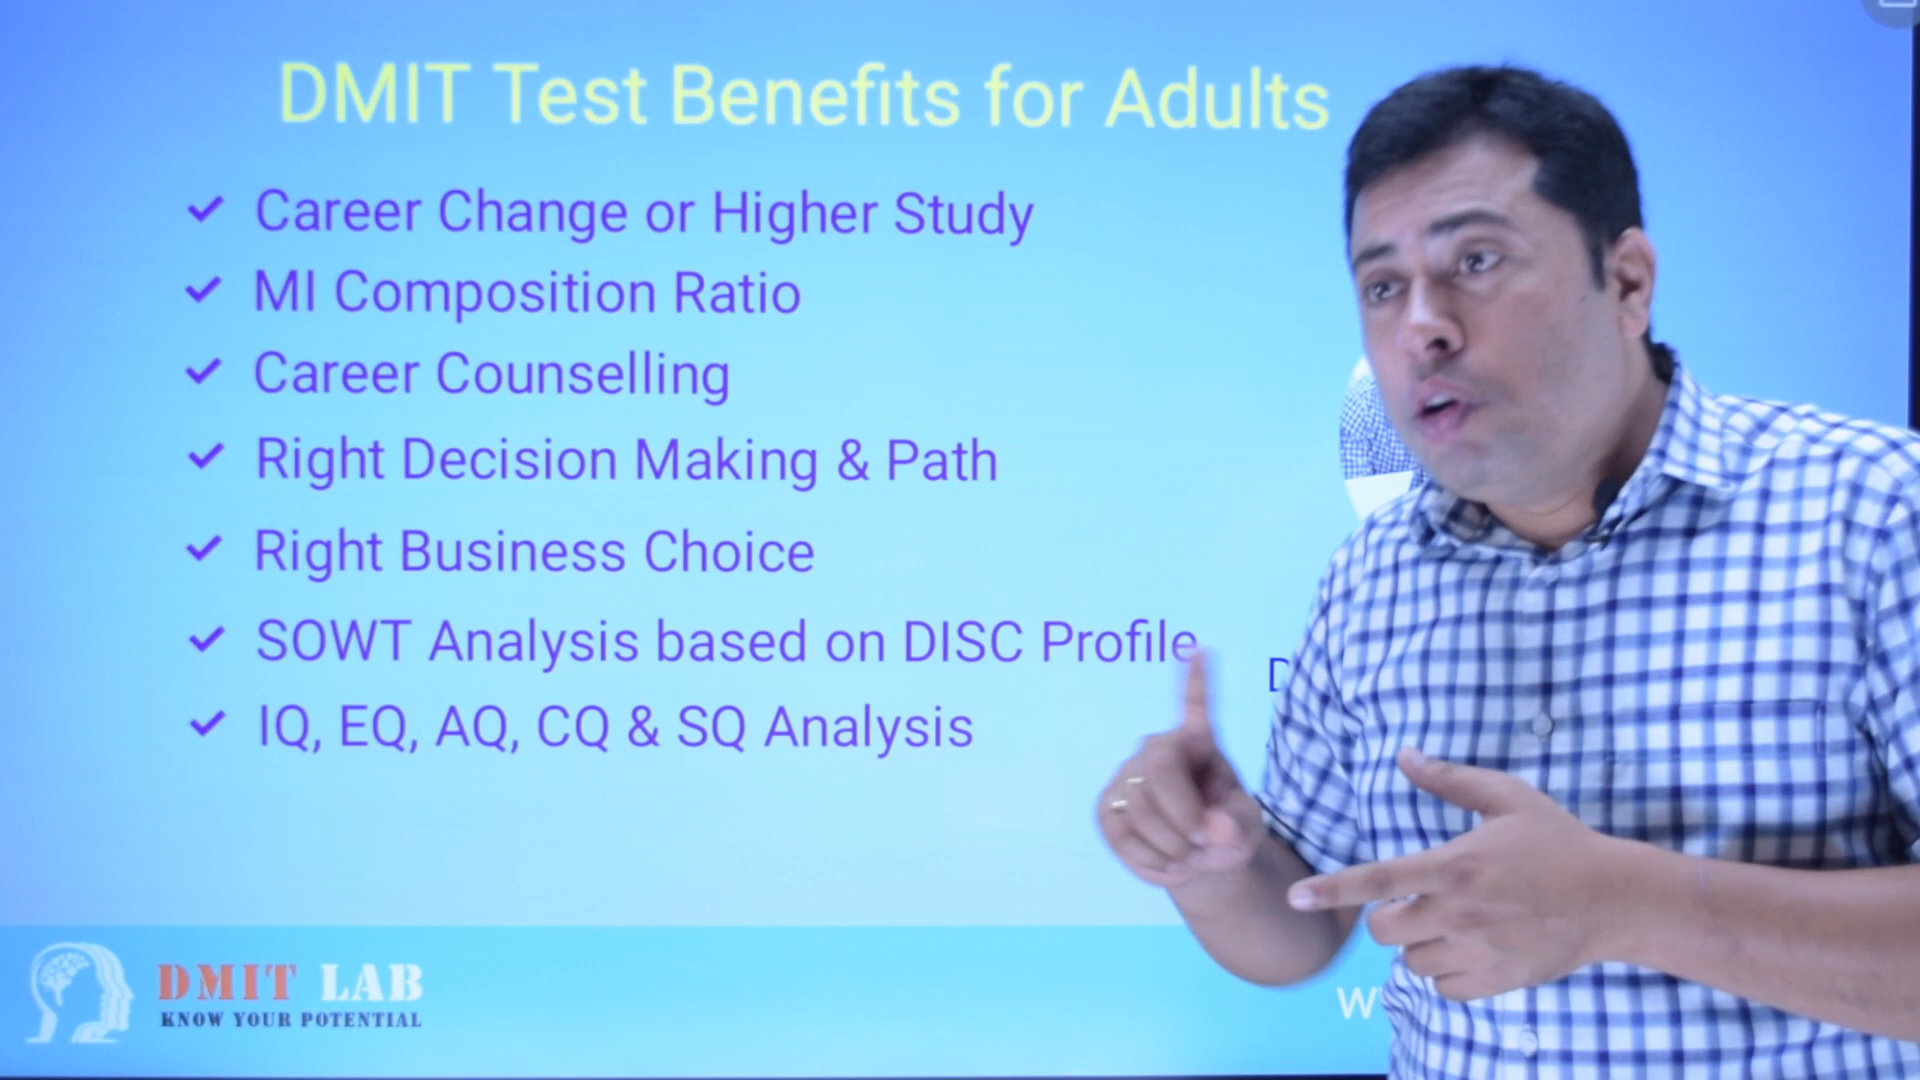 DMIT Test Benefits for Adults
✓ Career Change or Higher Study
✓ MI Composition Ratio
✓ Career Counselling
✓ Right Decision Making & Path
✓ Right Business Choice
✓ SOWT Analysis based on DISC Profile
✓ IQ, EQ, AQ, CQ & SQ Analysis
DMIT LAB
KNOW YOUR POTENTIAL